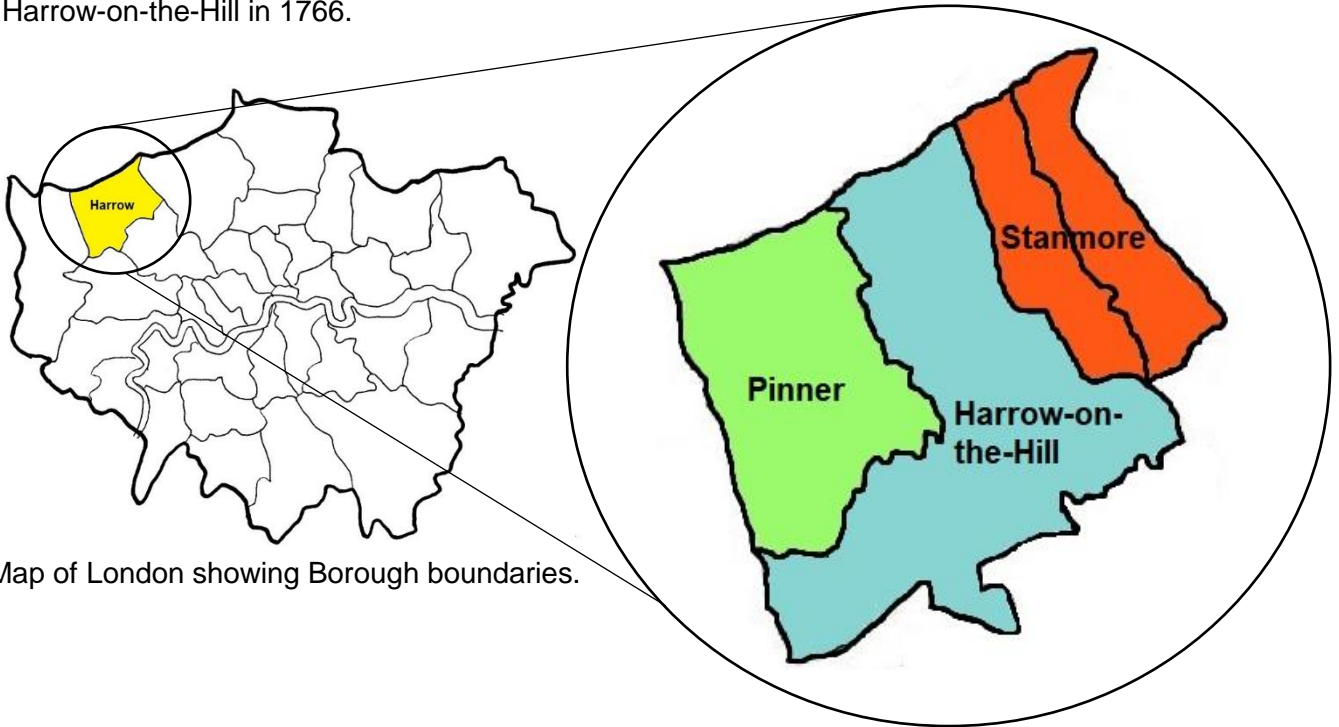 Harrow-on-the-Hill in 1766.
Harrow
Stanmore
Pinner
Harrow-on-
the-Hill
Map of London showing Borough boundaries.